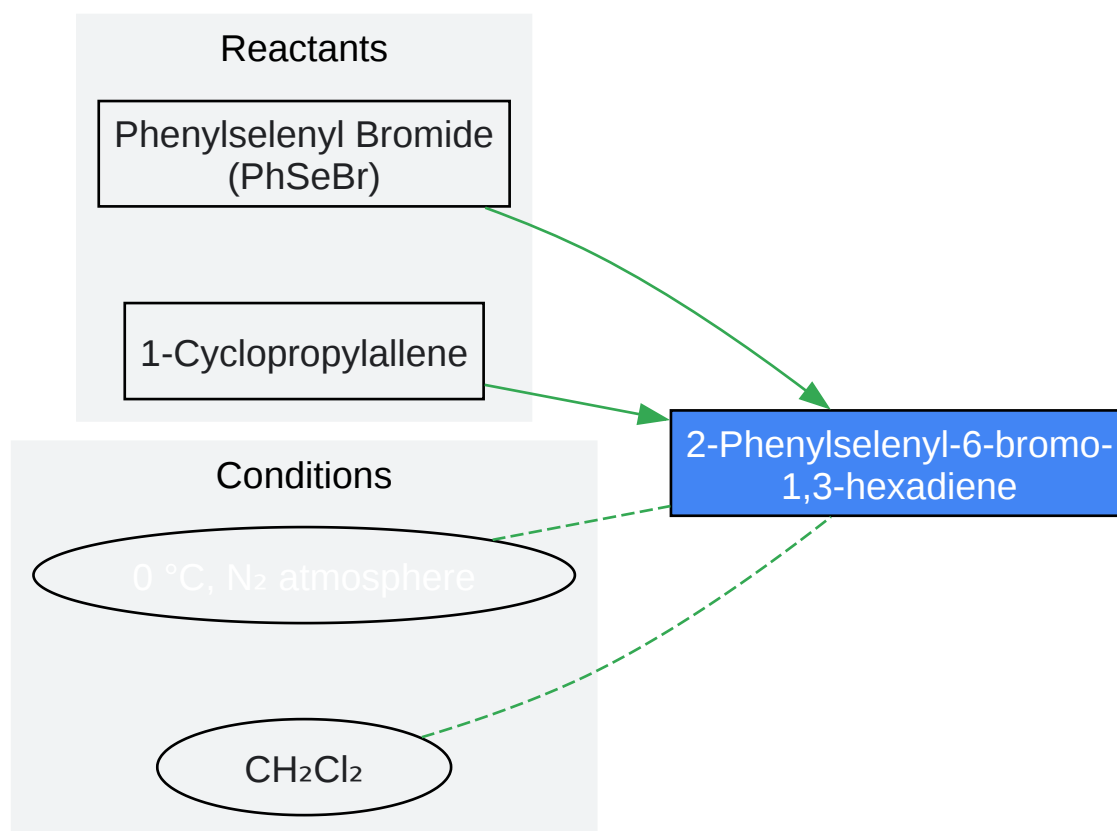 Reactants
Phenylselenyl Bromide
(PhSeBr)
1-Cyclopropylallene
2-Phenylselenyl-6-bromo-
1,3-hexadiene
Conditions
0 °C, N₂ atmosphere
CH₂Cl₂